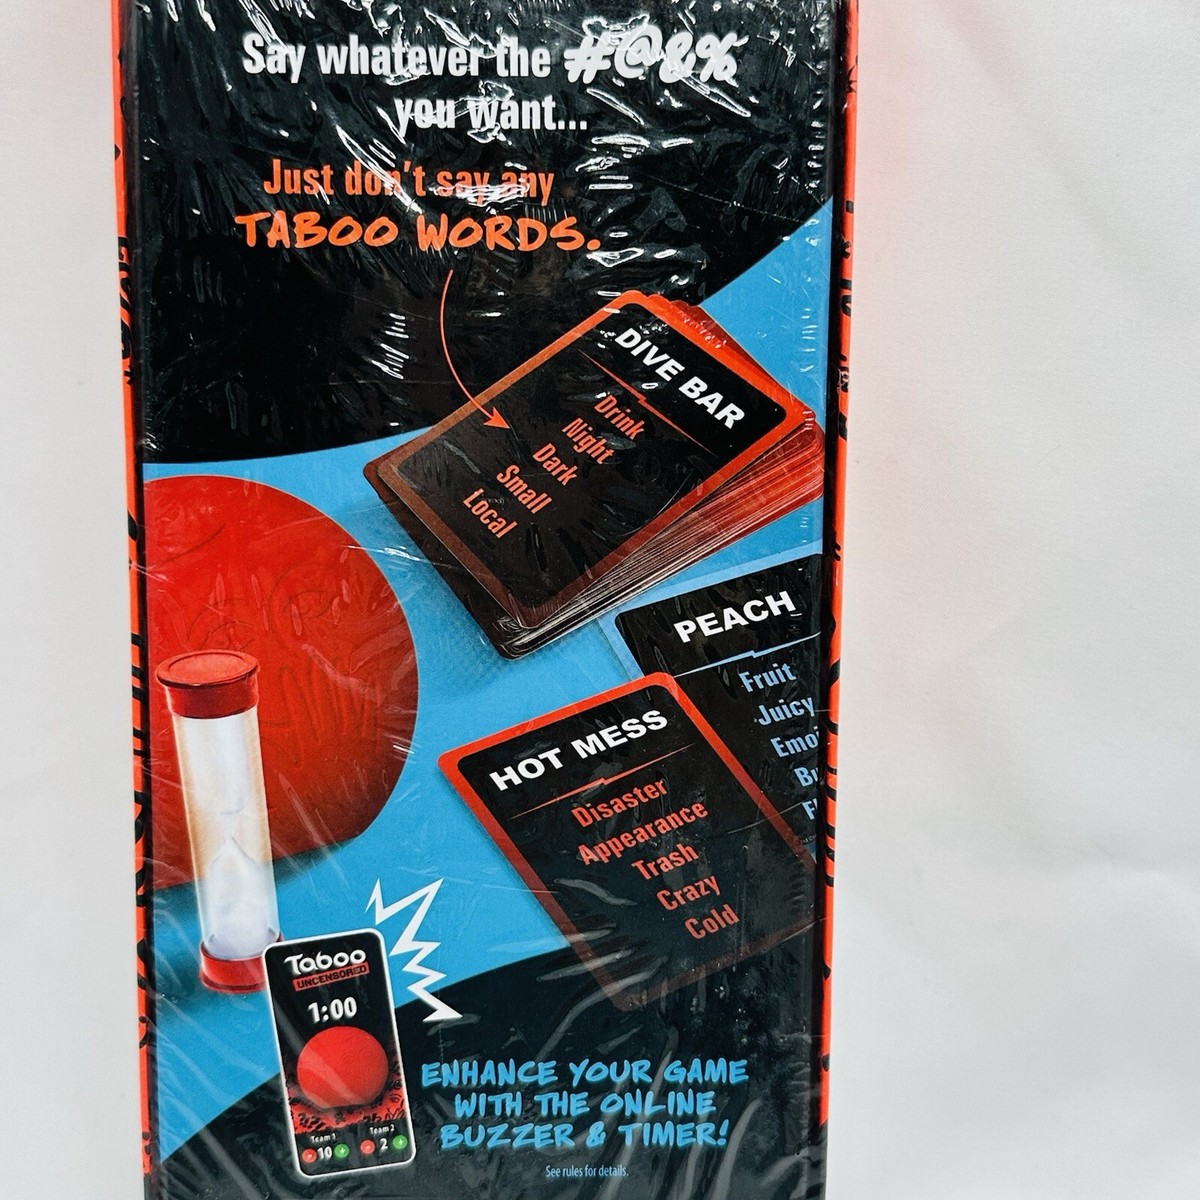 Say whatever the #@&%
you want...
Just don't say any
TABOO WORDS.
DIVE BAR
Drink
Night
Dark
Small
Local
PEACH
Fruit
Juicy
HOT MESS
Disaster
Appearance
Trash
Crazy
Cold
Taboo
UNCENSORED
1:00
Team 1 Team 2
- 10 + - 2 +
ENHANCE YOUR GAME
WITH THE ONLINE
BUZZER & TIMER!
See rules for details.